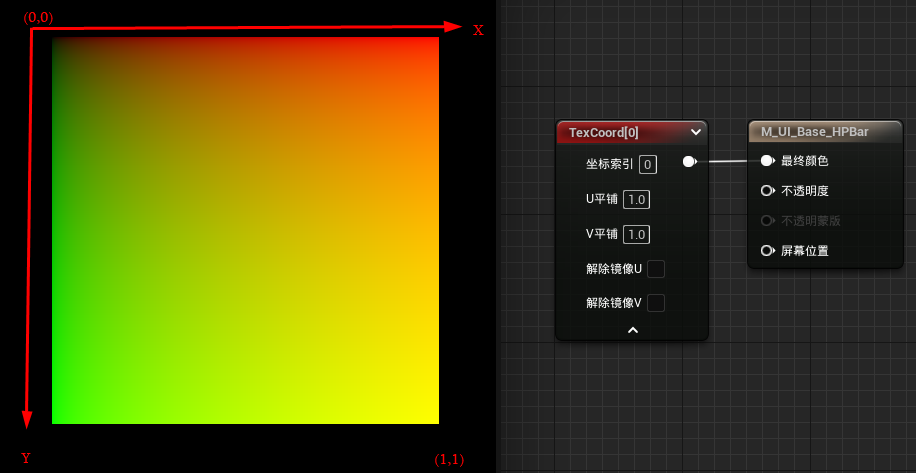 (0,0)
X
Y
(1,1)
TexCoord[0]
坐标索引 0
U平铺 1.0
V平铺 1.0
解除镜像U
解除镜像V
M_UI_Base_HPBar
最终颜色
不透明度
不透明蒙版
屏幕位置